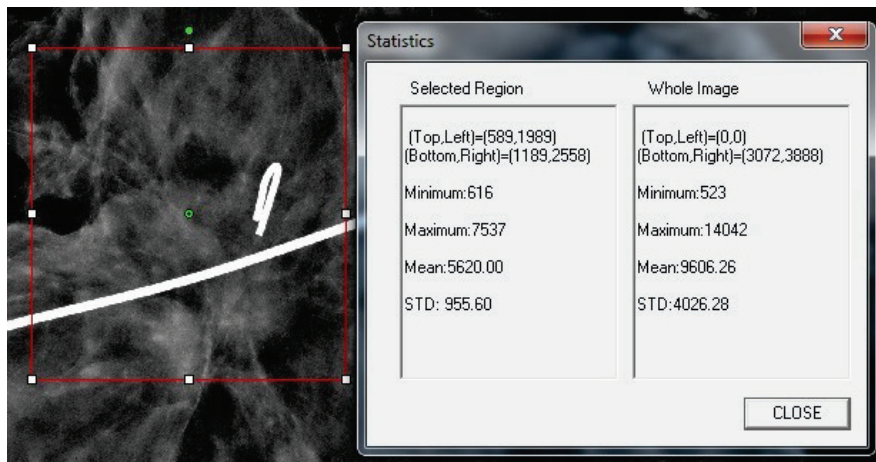 Statistics
Selected Region
(Top,Left)=(589,1989)
(Bottom,Right)=(1189,2558)
Minimum:616
Maximum:7537
Mean:5620.00
STD: 955.60
Whole Image
(Top,Left)=(0,0)
(Bottom,Right)=(3072,3888)
Minimum:523
Maximum:14042
Mean:9606.26
STD:4026.28
CLOSE